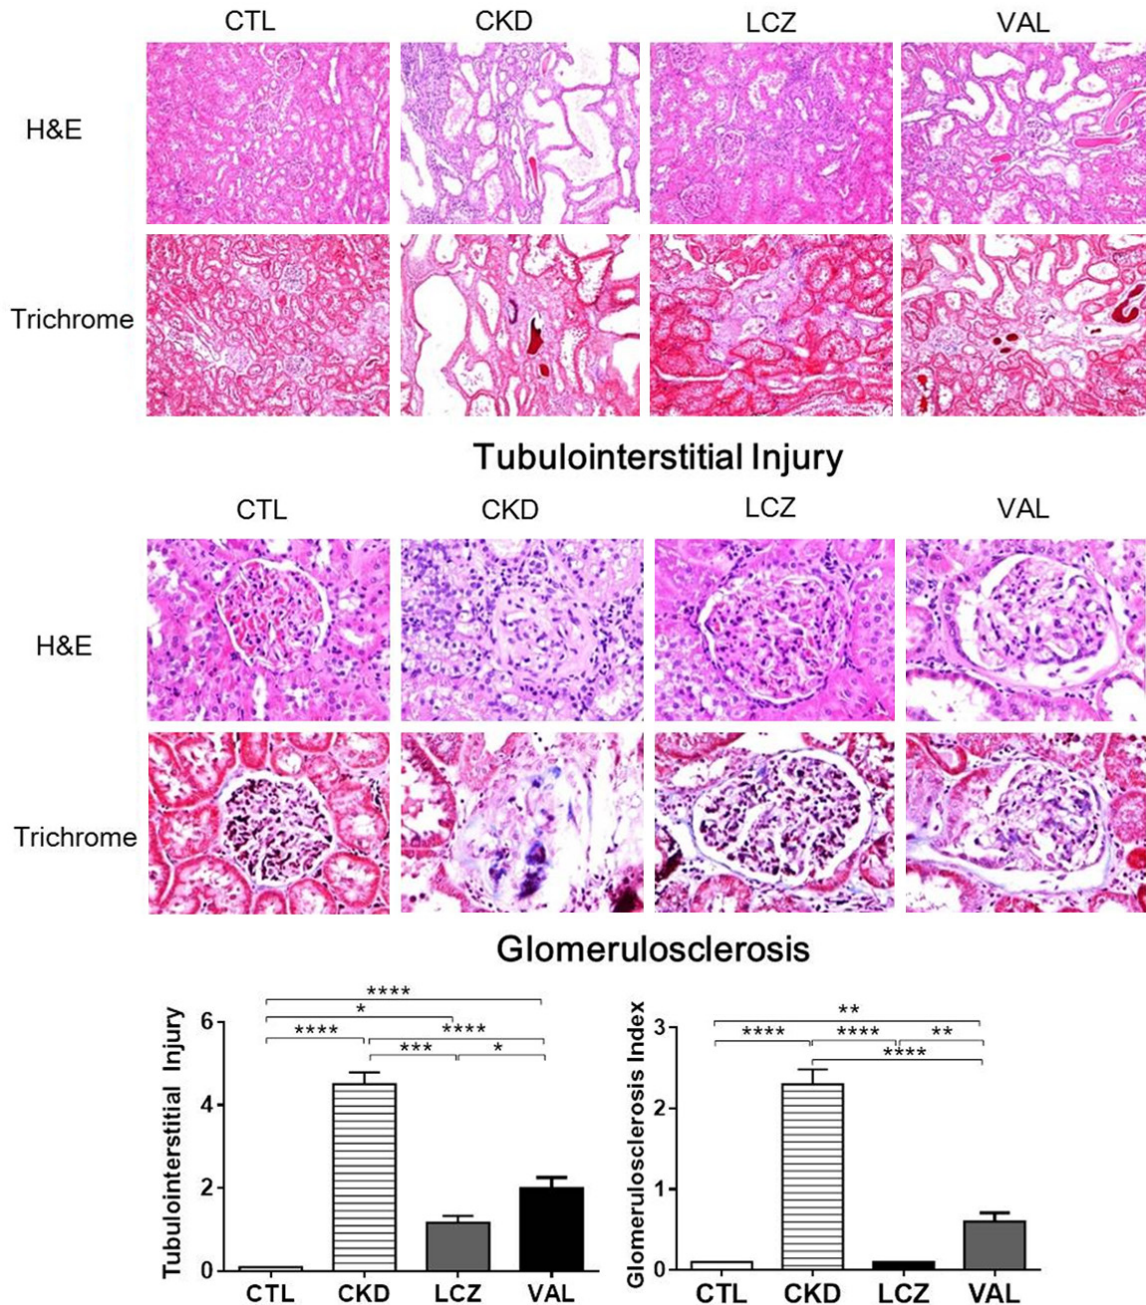 CTL CKD LCZ VAL
H&E
Trichrome
Tubulointerstitial Injury
CTL CKD LCZ VAL
H&E
Trichrome
Glomerulosclerosis
Tubulointerstitial Injury
6
4
2
0
****
*
**** ****
*** *
CTL CKD LCZ VAL
Glomerulosclerosis Index
3
2
1
0
**
**** **** **
****
CTL CKD LCZ VAL